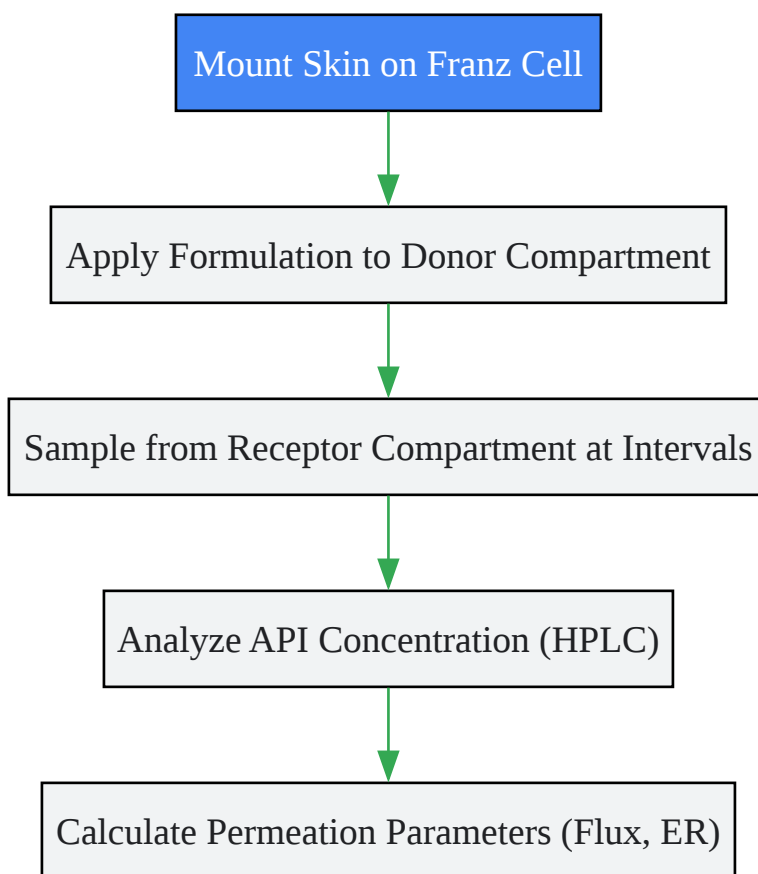 Mount Skin on Franz Cell
Apply Formulation to Donor Compartment
Sample from Receptor Compartment at Intervals
Analyze API Concentration (HPLC)
Calculate Permeation Parameters (Flux, ER)